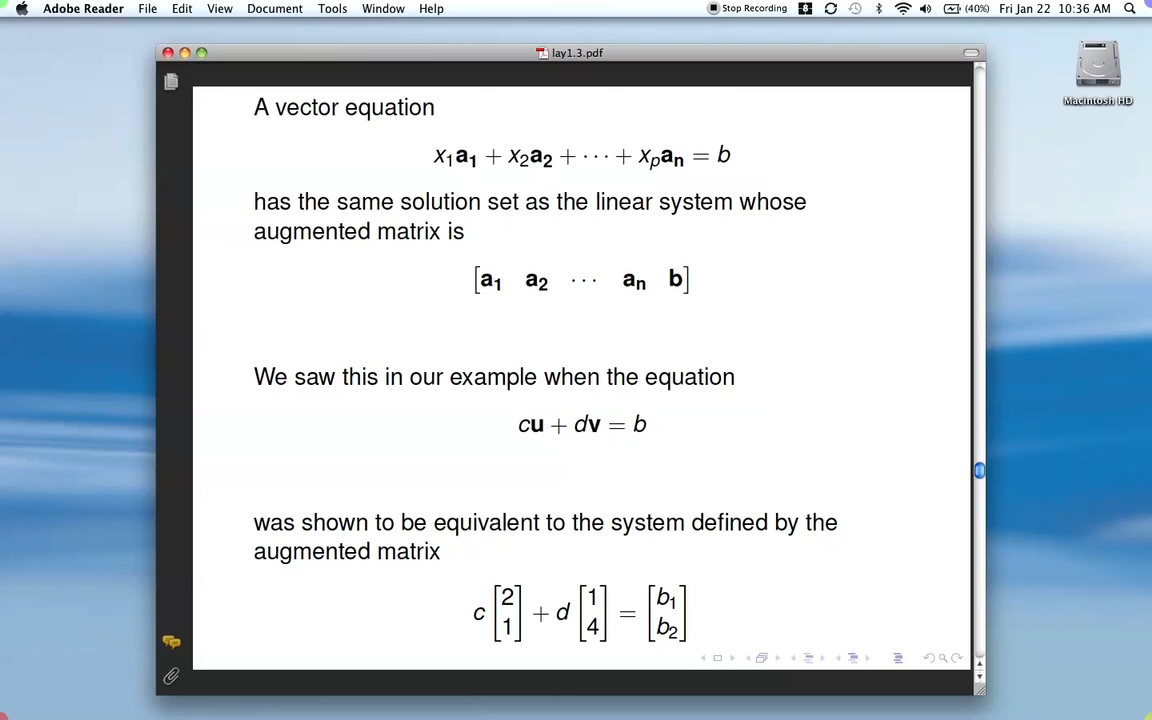 Adobe Reader File Edit View Document Tools Window Help Stop Recording (40%) Fri Jan 22 10:36 AM
lay1.3.pdf
Macintosh HD
A vector equation
x₁a₁ + x₂a₂ + ··· + xₚaₙ = b
has the same solution set as the linear system whose
augmented matrix is
[a₁ a₂ ··· aₙ b]
We saw this in our example when the equation
cu + dv = b
was shown to be equivalent to the system defined by the
augmented matrix
c [2 1] + d [1 4] = [b₁ b₂]